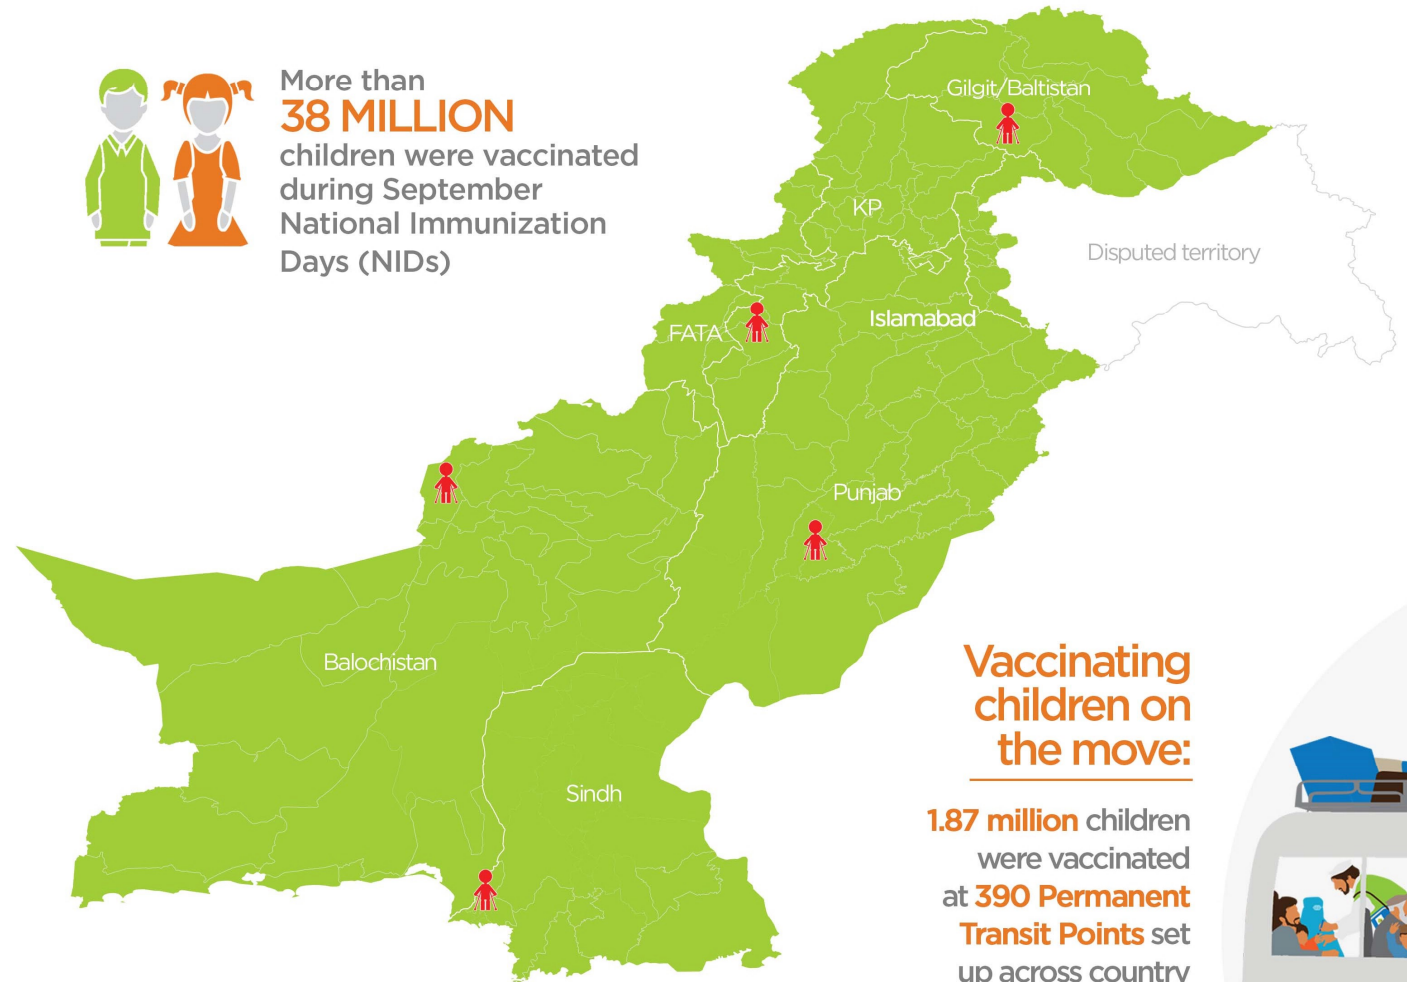 More than
38 MILLION
children were vaccinated
during September
National Immunization
Days (NIDs)
Gilgit/Baltistan
KP
Disputed territory
Islamabad
FATA
Punjab
Balochistan
Sindh
Vaccinating
children on
the move:
1.87 million children
were vaccinated
at 390 Permanent
Transit Points set
up across country